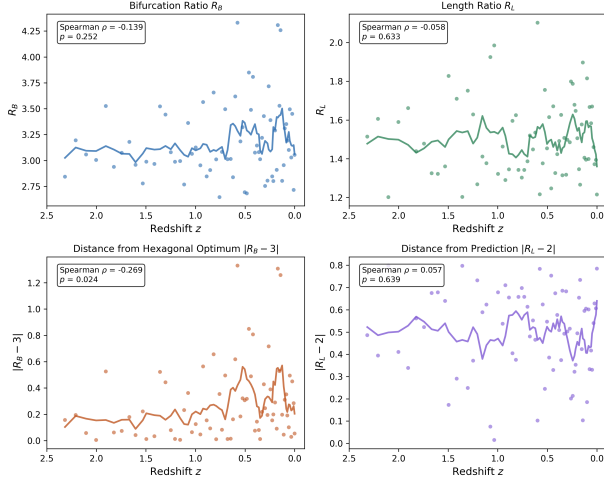 Bifurcation Ratio R_B
Spearman ρ = -0.139
p = 0.252
4.25
4.00
3.75
3.50
3.25
3.00
2.75
R_B
2.5 2.0 1.5 1.0 0.5 0.0
Redshift z
Length Ratio R_L
Spearman ρ = -0.058
p = 0.633
2.0
1.8
1.6
1.4
1.2
R_L
2.5 2.0 1.5 1.0 0.5 0.0
Redshift z
Distance from Hexagonal Optimum |R_B − 3|
Spearman ρ = -0.269
p = 0.024
1.2
1.0
0.8
0.6
0.4
0.2
0.0
|R_B − 3|
2.5 2.0 1.5 1.0 0.5 0.0
Redshift z
Distance from Prediction |R_L − 2|
Spearman ρ = 0.057
p = 0.639
0.8
0.7
0.6
0.5
0.4
0.3
0.2
0.1
0.0
|R_L − 2|
2.5 2.0 1.5 1.0 0.5 0.0
Redshift z